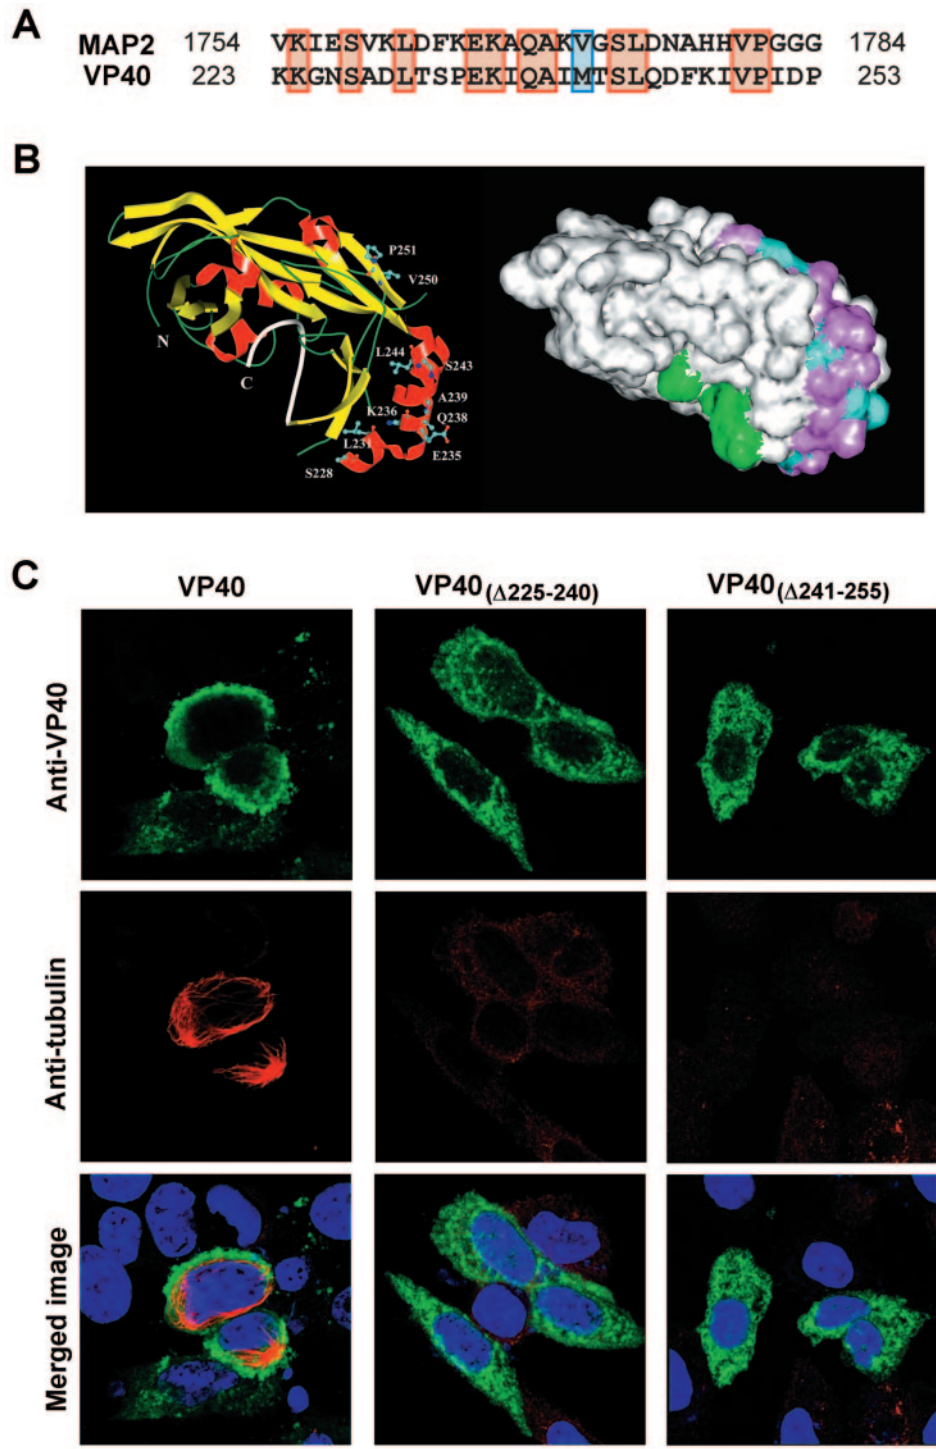 A
MAP2 1754 VKIESVKLDFKEKAQAKVGSLDNAHHVPGGG 1784
VP40 223 KKGNSADLTSPEKIQAIMTSLQDFKIVPIDP 253
B
P251
V250
N
L244
S243
C
A239
K236
Q238
L231
E235
S228
C
VP40 VP40(Δ225-240) VP40(Δ241-255)
Anti-VP40
Anti-tubulin
Merged image